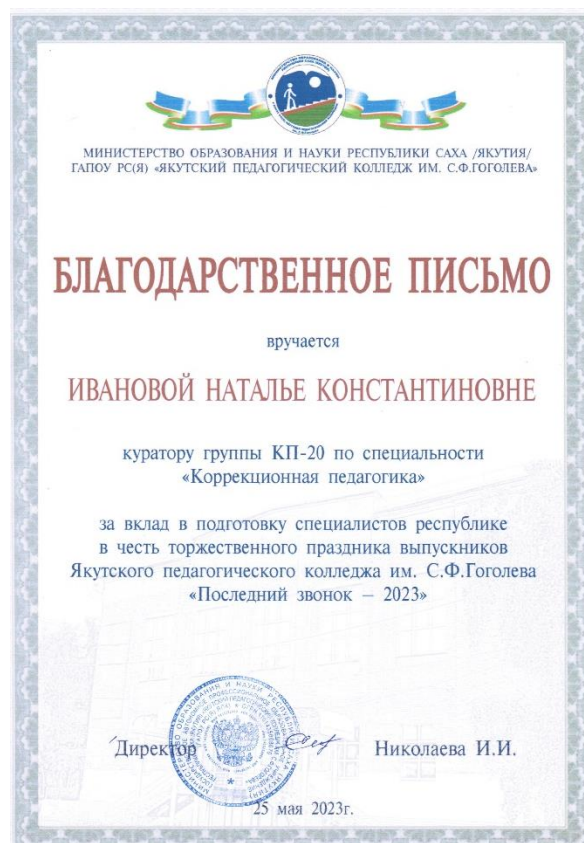 МИНИСТЕРСТВО ОБРАЗОВАНИЯ И НАУКИ РЕСПУБЛИКИ САХА /ЯКУТИЯ/
ГАПОУ РС(Я) «ЯКУТСКИЙ ПЕДАГОГИЧЕСКИЙ КОЛЛЕДЖ ИМ. С.Ф.ГОГОЛЕВА»
БЛАГОДАРСТВЕННОЕ ПИСЬМО
вручается
ИВАНОВОЙ НАТАЛЬЕ КОНСТАНТИНОВНЕ
куратору группы КП-20 по специальности
«Коррекционная педагогика»
за вклад в подготовку специалистов республике
в честь торжественного праздника выпускников
Якутского педагогического колледжа им. С.Ф.Гоголева
«Последний звонок – 2023»
Директор Николаева И.И.
25 мая 2023г.